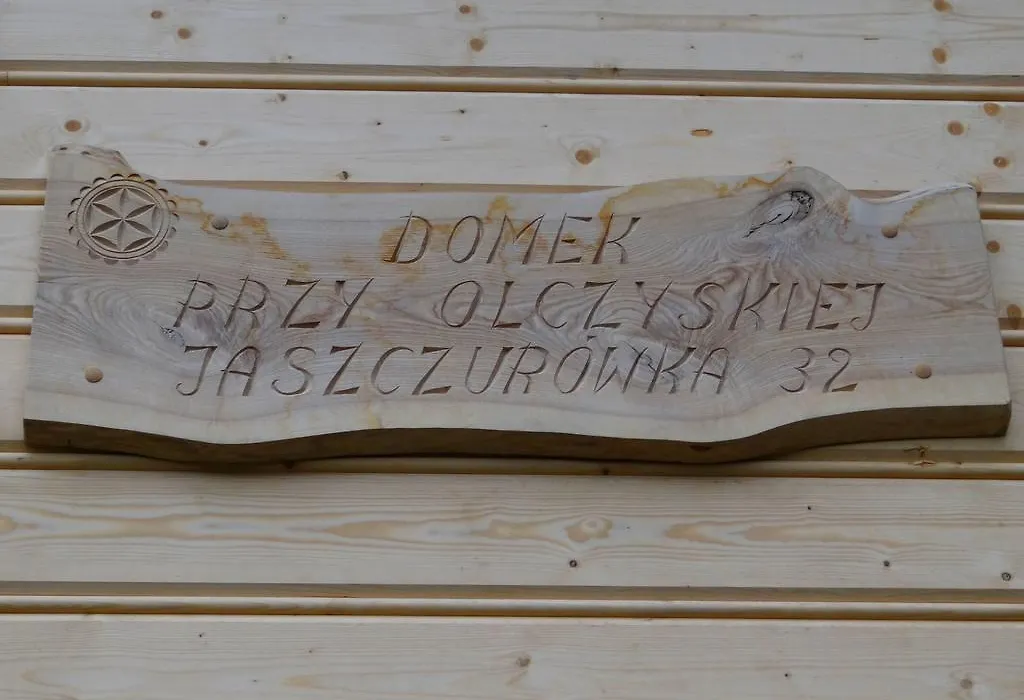 DOMEK
PRZY OLCZYSKIEJ
JASZCZURÓWKA 32